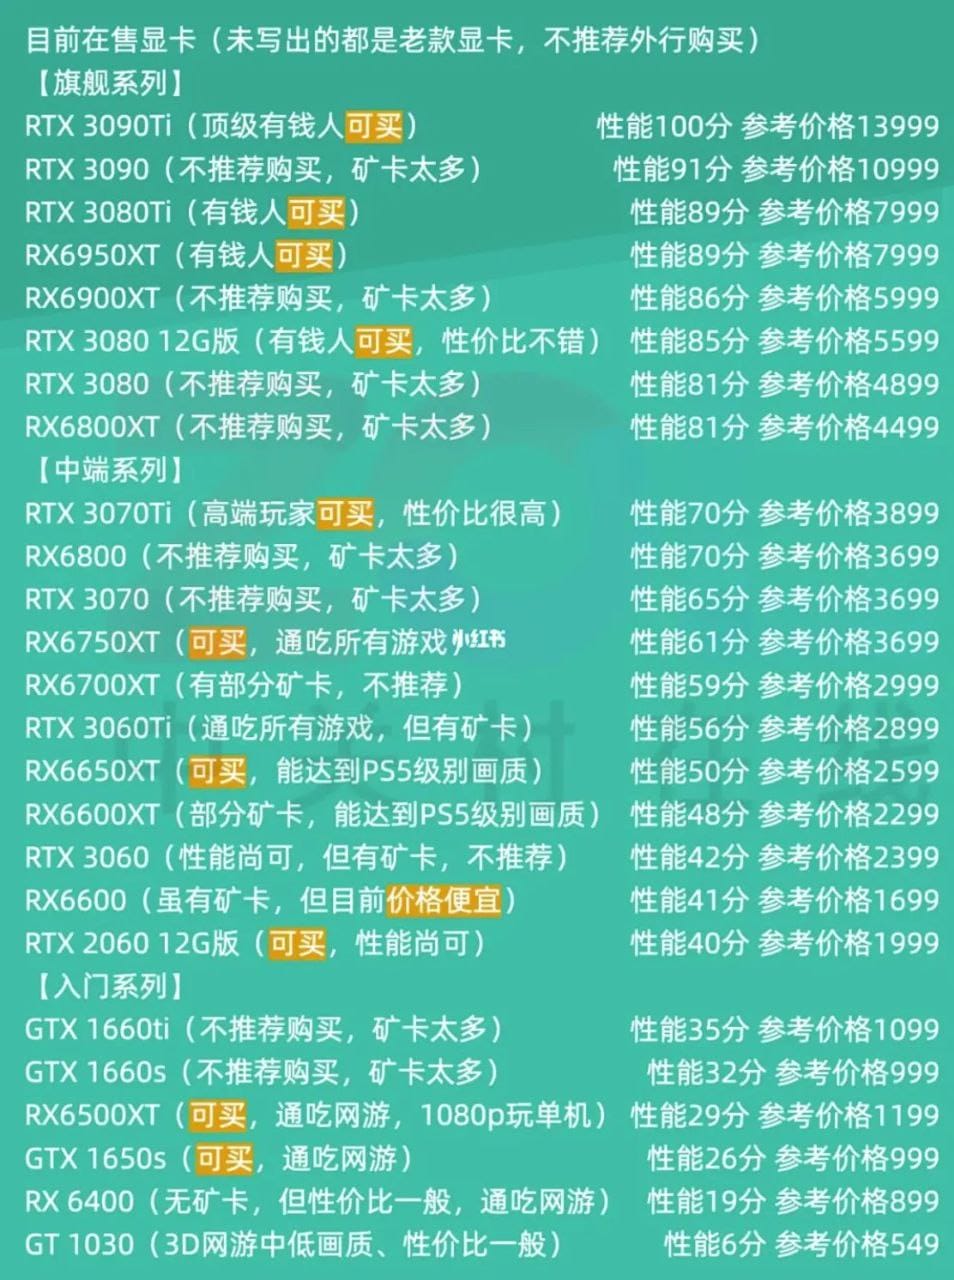 目前在售显卡（未写出的都是老款显卡，不推荐外行购买）
【旗舰系列】
RTX 3090Ti（顶级有钱人可买） 性能100分 参考价格13999
RTX 3090（不推荐购买，矿卡太多） 性能91分 参考价格10999
RTX 3080Ti（有钱人可买） 性能89分 参考价格7999
RX6950XT（有钱人可买） 性能89分 参考价格7999
RX6900XT（不推荐购买，矿卡太多） 性能86分 参考价格5999
RTX 3080 12G版（有钱人可买，性价比不错） 性能85分 参考价格5599
RTX 3080（不推荐购买，矿卡太多） 性能81分 参考价格4899
RX6800XT（不推荐购买，矿卡太多） 性能81分 参考价格4499
【中端系列】
RTX 3070Ti（高端玩家可买，性价比很高） 性能70分 参考价格3899
RX6800（不推荐购买，矿卡太多） 性能70分 参考价格3699
RTX 3070（不推荐购买，矿卡太多） 性能65分 参考价格3699
RX6750XT（可买，通吃所有游戏） 小红书 性能61分 参考价格3699
RX6700XT（有部分矿卡，不推荐） 性能59分 参考价格2999
RTX 3060Ti（通吃所有游戏，但有矿卡） 性能56分 参考价格2899
RX6650XT（可买，能达到PS5级别画质） 性能50分 参考价格2599
RX6600XT（部分矿卡，能达到PS5级别画质） 性能48分 参考价格2299
RTX 3060（性能尚可，但有矿卡，不推荐） 性能42分 参考价格2399
RX6600（虽有矿卡，但目前价格便宜） 性能41分 参考价格1699
RTX 2060 12G版（可买，性能尚可） 性能40分 参考价格1999
【入门系列】
GTX 1660ti（不推荐购买，矿卡太多） 性能35分 参考价格1099
GTX 1660s（不推荐购买，矿卡太多） 性能32分 参考价格999
RX6500XT（可买，通吃网游，1080p玩单机） 性能29分 参考价格1199
GTX 1650s（可买，通吃网游） 性能26分 参考价格999
RX 6400（无矿卡，但性价比一般，通吃网游） 性能19分 参考价格899
GT 1030（3D网游中低画质、性价比一般） 性能6分 参考价格549
中关村在线